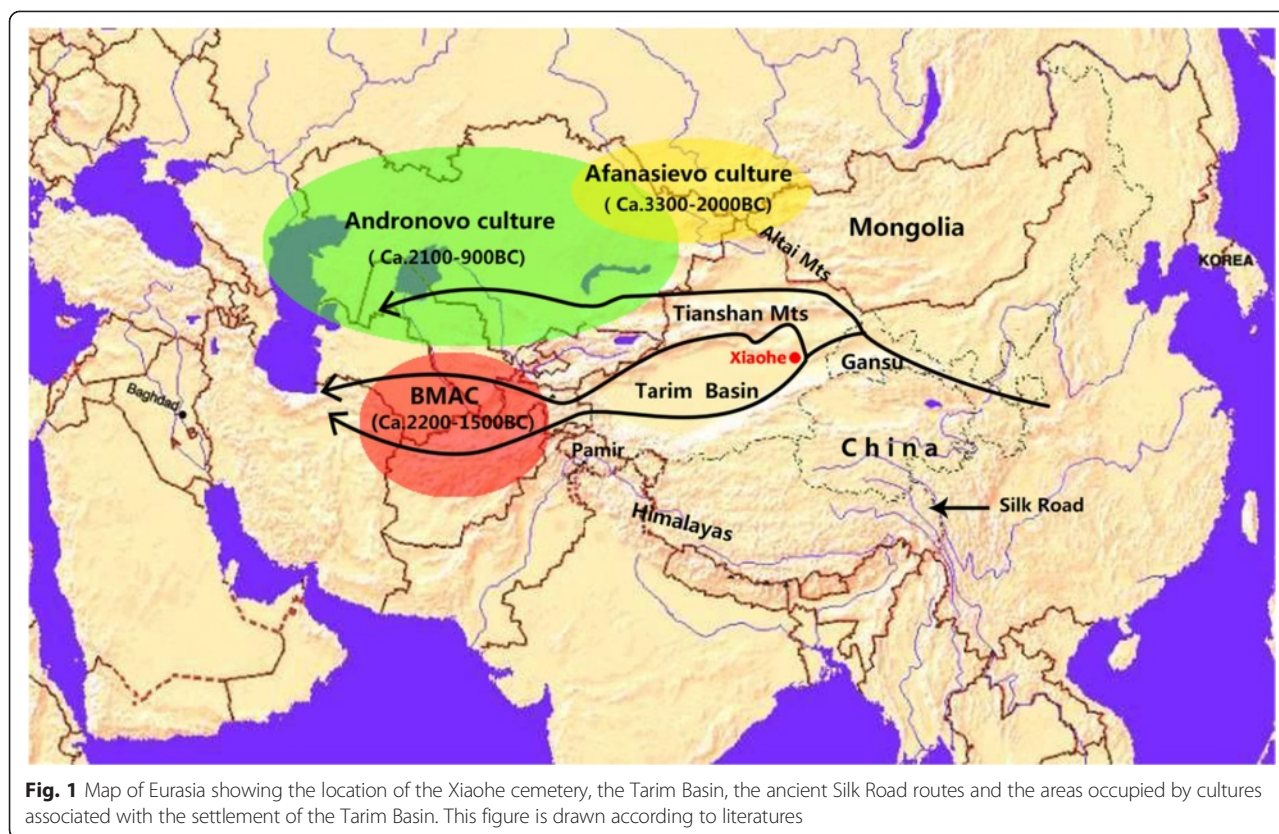 Afanasievo culture
( Ca.3300-2000BC)
Andronovo culture
( Ca.2100-900BC)
Mongolia
Altai Mts
KOREA
Tianshan Mts
Xiaohe
Gansu
Tarim Basin
BMAC
(Ca.2200-1500BC)
Baghdad
Pamir
China
Himalayas
Silk Road
Fig. 1 Map of Eurasia showing the location of the Xiaohe cemetery, the Tarim Basin, the ancient Silk Road routes and the areas occupied by cultures
associated with the settlement of the Tarim Basin. This figure is drawn according to literatures